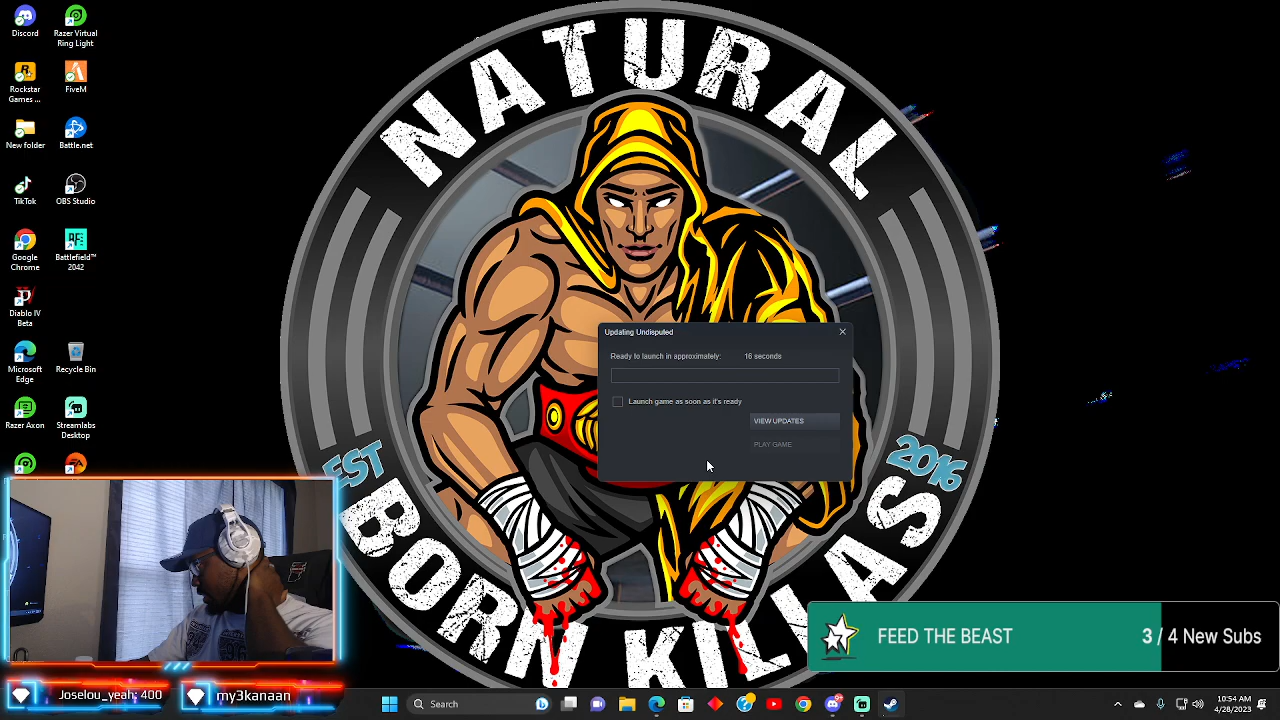 Discord
Razer Virtual
Ring Light
Rockstar
Games ...
FiveM
New folder
Battle.net
TikTok
OBS Studio
Google
Chrome
Battlefield™
2042
Diablo IV
Beta
Microsoft
Edge
Recycle Bin
Razer Axon
Streamlabs
Desktop
NATURAL
EST
2016
BORN KILLAS
Updating Undisputed
Ready to launch in approximately: 16 seconds
Launch game as soon as it's ready
VIEW UPDATES
PLAY GAME
FEED THE BEAST
3 / 4 New Subs
Joselou_yeah: 400
my3kanaan
Search
10:54 AM
4/28/2023